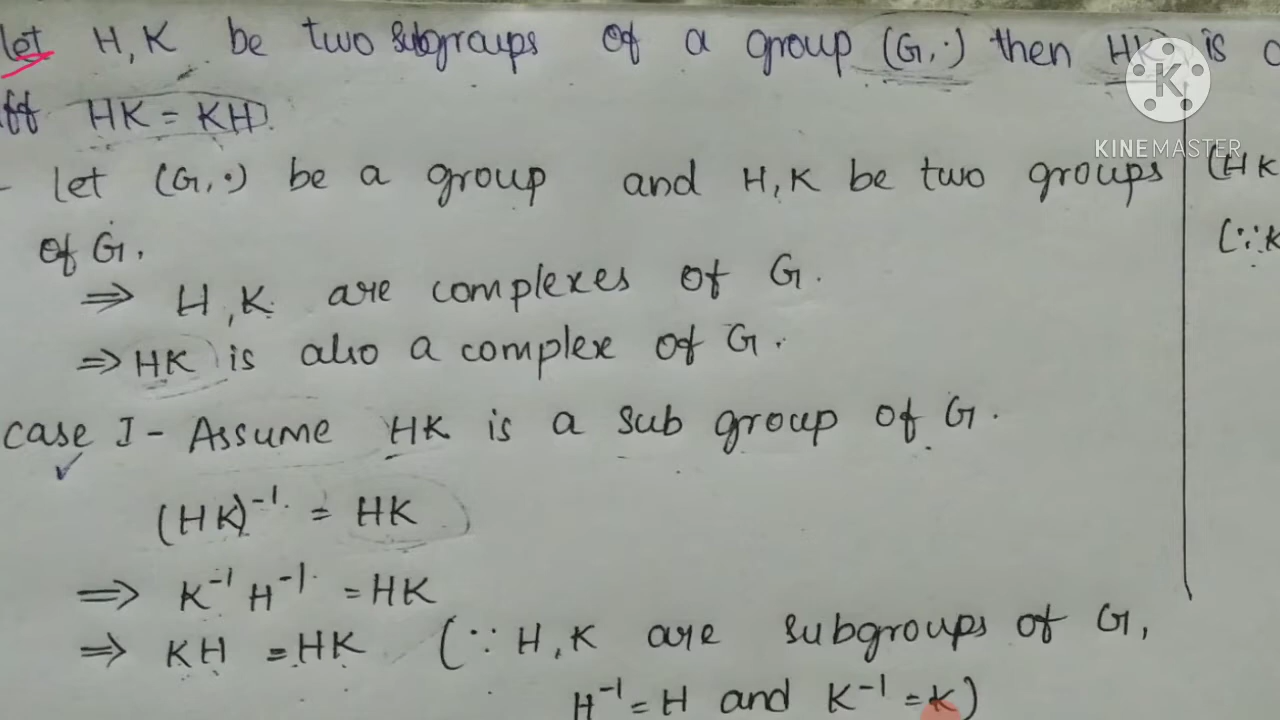 let H, K be two subgroups of a group (G, ·) then HK is a
iff HK = KH.
- let (G, ·) be a group and H, K be two groups
of G.
⇒ H, K are complexes of G.
⇒ HK is also a complex of G.
case I - Assume HK is a sub group of G.
(HK)⁻¹ = HK
⇒ K⁻¹ H⁻¹ = HK
⇒ KH = HK (∵ H, K are subgroups of G,
H⁻¹ = H and K⁻¹ = K)
(HK
(∵ K
K
KINEMASTER